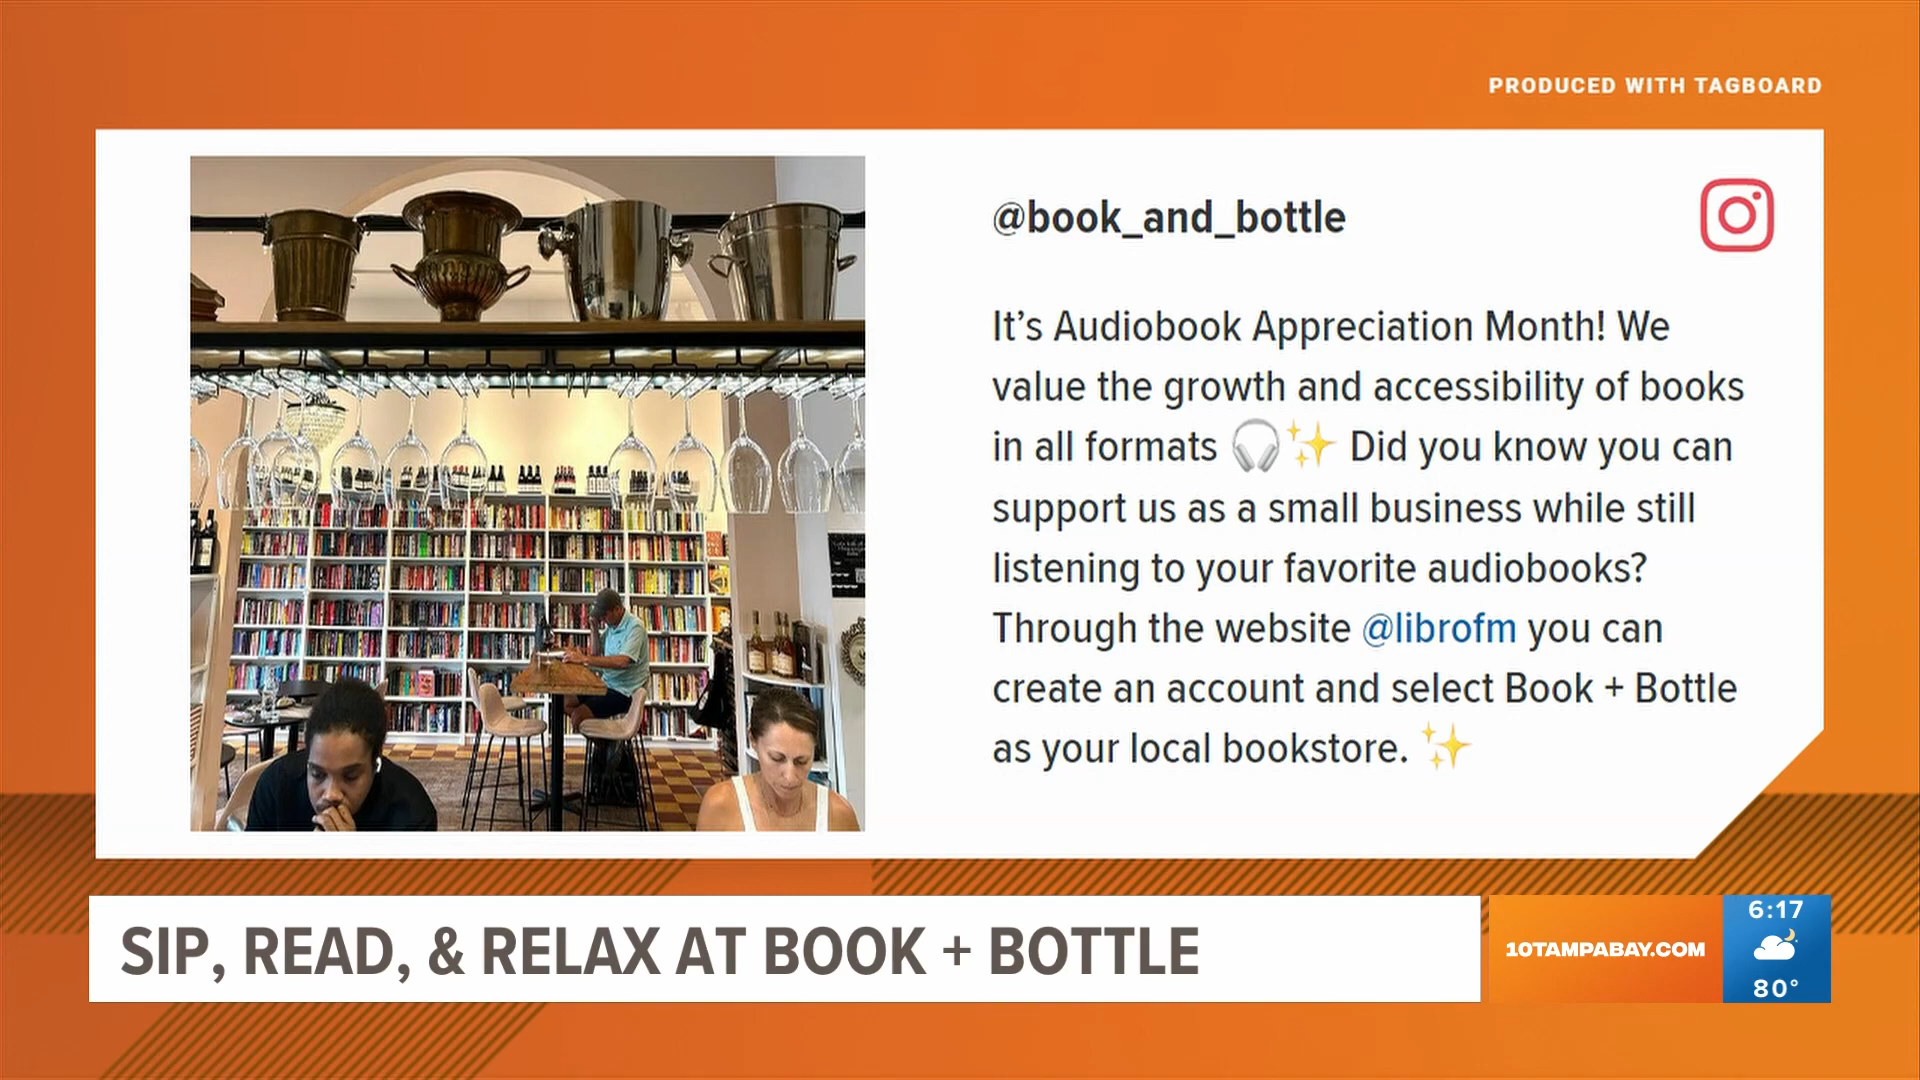 PRODUCED WITH TAGBOARD
@book_and_bottle
It’s Audiobook Appreciation Month! We
value the growth and accessibility of books
in all formats 🎧✨ Did you know you can
support us as a small business while still
listening to your favorite audiobooks?
Through the website @librofm you can
create an account and select Book + Bottle
as your local bookstore. ✨
SIP, READ, & RELAX AT BOOK + BOTTLE
10TAMPABAY.COM
6:17
80°